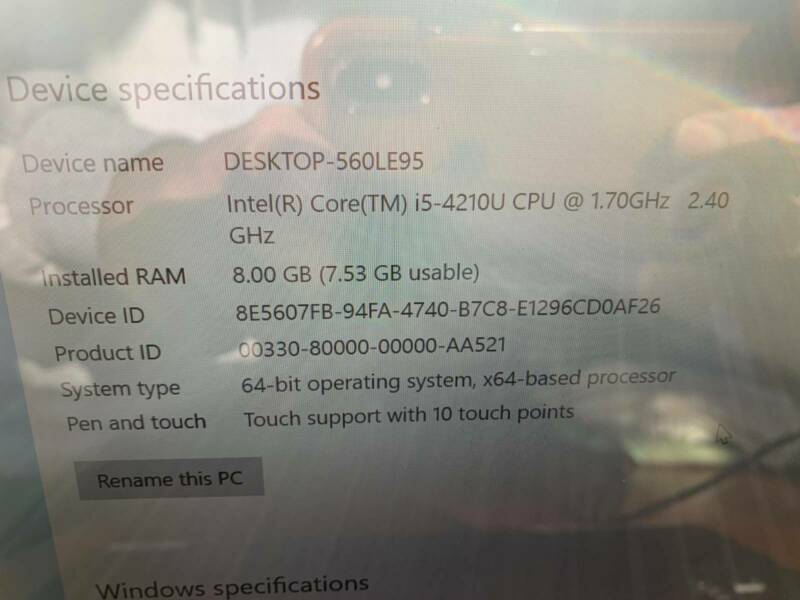 Device specifications
Device name DESKTOP-560LE95
Processor Intel(R) Core(TM) i5-4210U CPU @ 1.70GHz 2.40
GHz
Installed RAM 8.00 GB (7.53 GB usable)
Device ID 8E5607FB-94FA-4740-B7C8-E1296CD0AF26
Product ID 00330-80000-00000-AA521
System type 64-bit operating system, x64-based processor
Pen and touch Touch support with 10 touch points
Rename this PC
Windows specifications